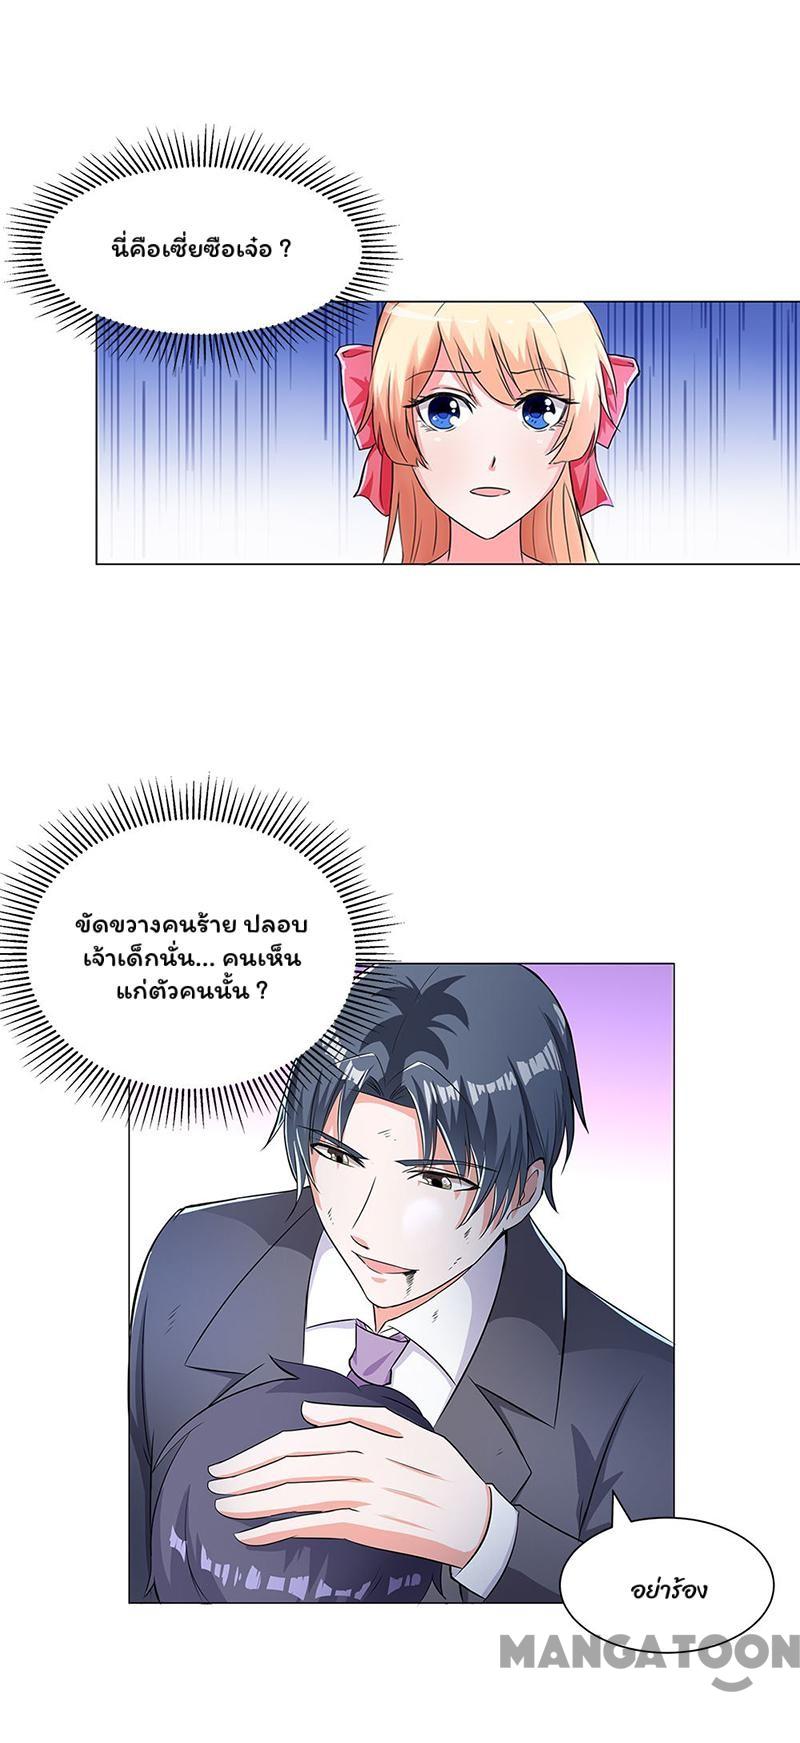 นี่คือเซี่ยซือเจ๋อ ?
ขัดขวางคนร้าย ปลอบ
เจ้าเด็กนั่น... คนเห็น
แก่ตัวคนนั้น ?
อย่าร้อง
MANGATOON